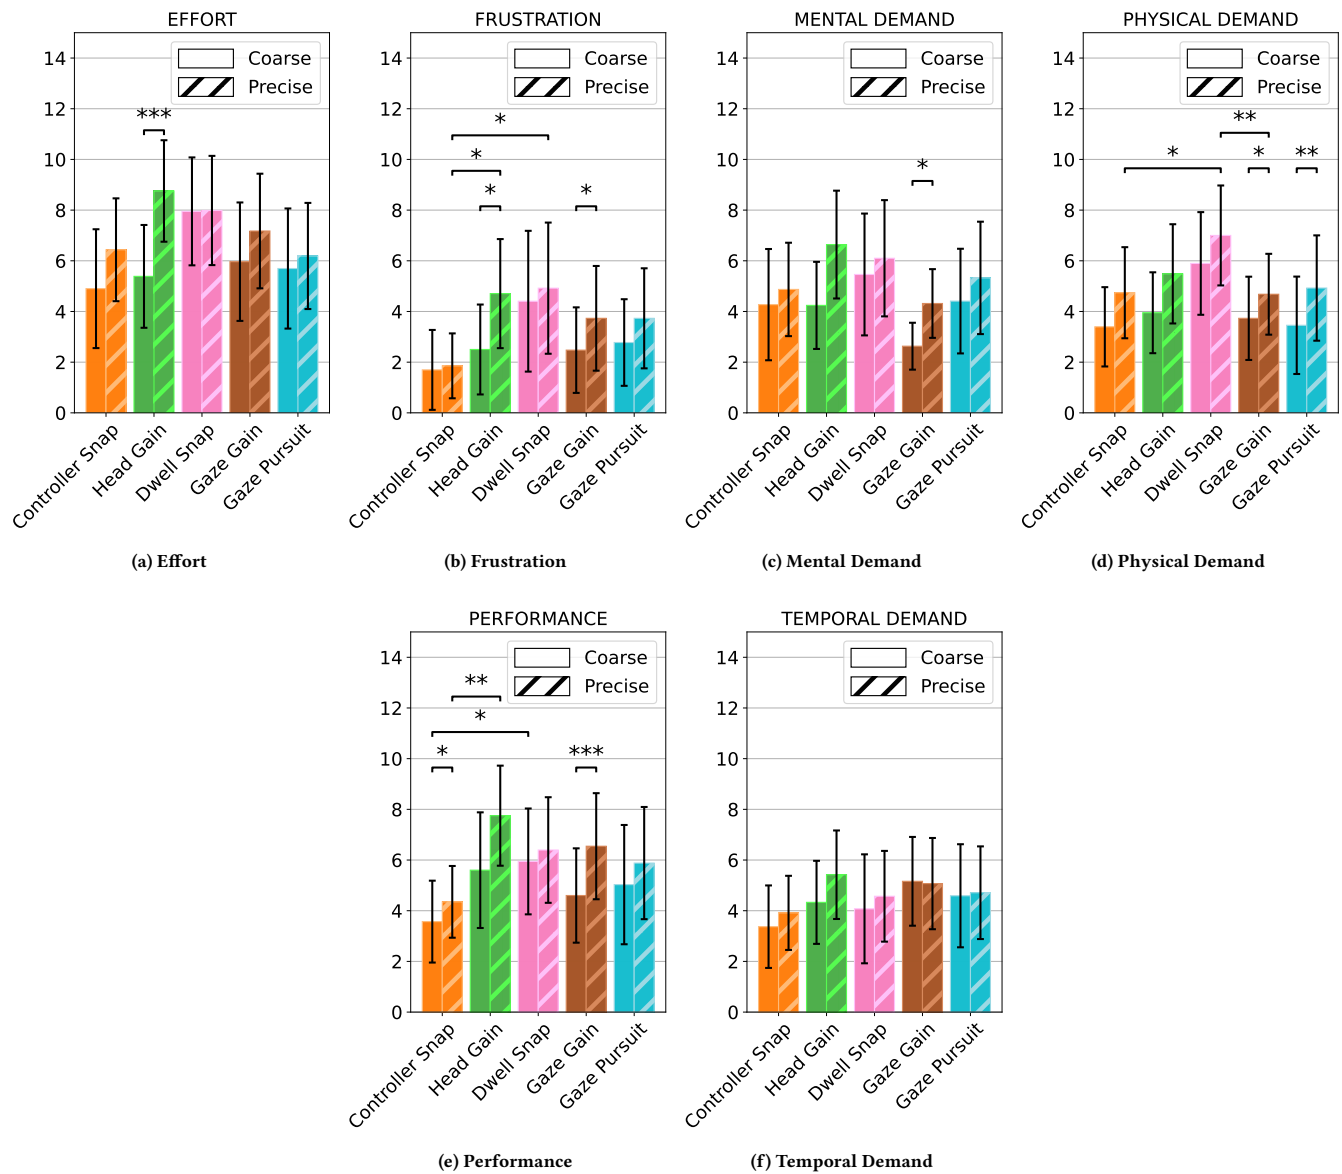 EFFORT
Coarse
Precise
***
14
12
10
8
6
4
2
0
Controller Snap
Head Gain
Dwell Snap
Gaze Gain
Gaze Pursuit
(a) Effort
FRUSTRATION
Coarse
Precise
*
*
*
*
14
12
10
8
6
4
2
0
Controller Snap
Head Gain
Dwell Snap
Gaze Gain
Gaze Pursuit
(b) Frustration
MENTAL DEMAND
Coarse
Precise
*
14
12
10
8
6
4
2
0
Controller Snap
Head Gain
Dwell Snap
Gaze Gain
Gaze Pursuit
(c) Mental Demand
PHYSICAL DEMAND
Coarse
Precise
**
*
*
**
14
12
10
8
6
4
2
0
Controller Snap
Head Gain
Dwell Snap
Gaze Gain
Gaze Pursuit
(d) Physical Demand
PERFORMANCE
Coarse
Precise
**
*
*
***
14
12
10
8
6
4
2
0
Controller Snap
Head Gain
Dwell Snap
Gaze Gain
Gaze Pursuit
(e) Performance
TEMPORAL DEMAND
Coarse
Precise
14
12
10
8
6
4
2
0
Controller Snap
Head Gain
Dwell Snap
Gaze Gain
Gaze Pursuit
(f) Temporal Demand